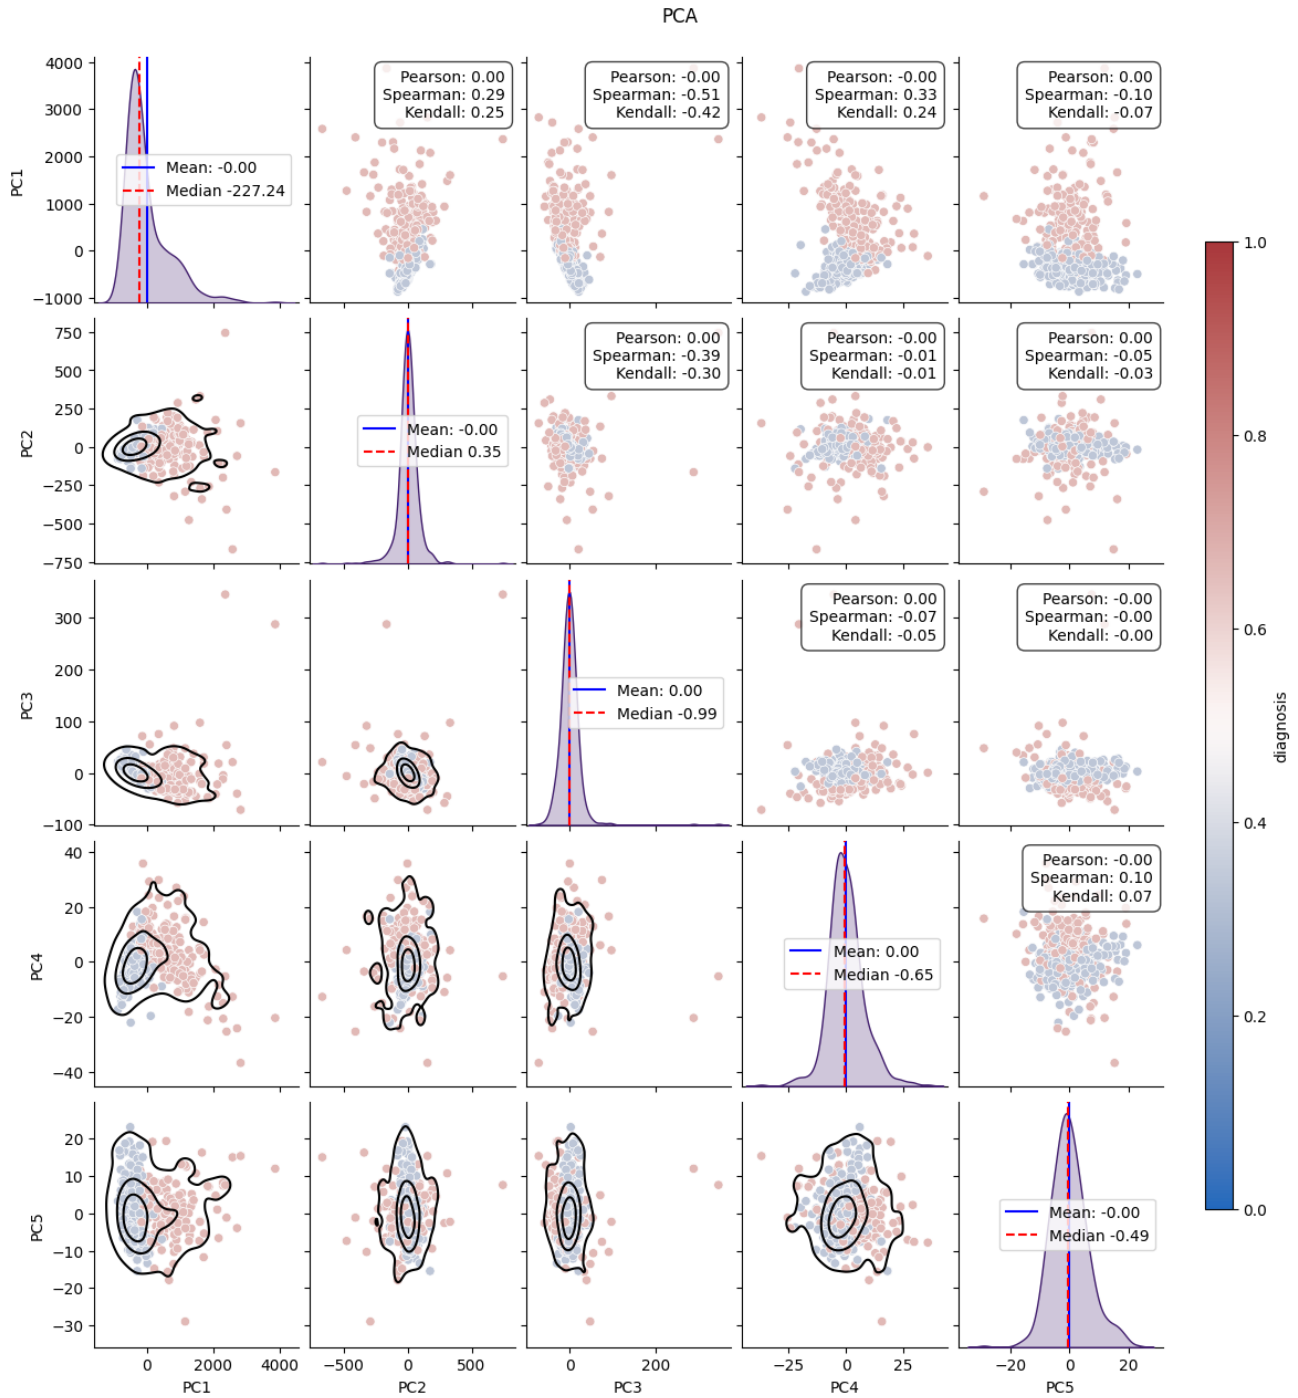 PCA
4000
3000
2000
1000
0
−1000
PC1
Mean: -0.00
Median -227.24
Pearson: 0.00
Spearman: 0.29
Kendall: 0.25
Pearson: -0.00
Spearman: -0.51
Kendall: -0.42
Pearson: -0.00
Spearman: 0.33
Kendall: 0.24
Pearson: 0.00
Spearman: -0.10
Kendall: -0.07
750
500
250
0
−250
−500
−750
PC2
Mean: -0.00
Median 0.35
Pearson: 0.00
Spearman: -0.39
Kendall: -0.30
Pearson: -0.00
Spearman: -0.01
Kendall: -0.01
Pearson: 0.00
Spearman: -0.05
Kendall: -0.03
300
200
100
0
−100
PC3
Mean: 0.00
Median -0.99
Pearson: 0.00
Spearman: -0.07
Kendall: -0.05
Pearson: -0.00
Spearman: -0.00
Kendall: -0.00
40
20
0
−20
−40
PC4
Mean: 0.00
Median -0.65
Pearson: -0.00
Spearman: 0.10
Kendall: 0.07
20
10
0
−10
−20
−30
PC5
Mean: -0.00
Median -0.49
0 2000 4000
PC1
−500 0 500
PC2
0 200
PC3
−25 0 25
PC4
−20 0 20
PC5
1.0
0.8
0.6
0.4
0.2
0.0
diagnosis